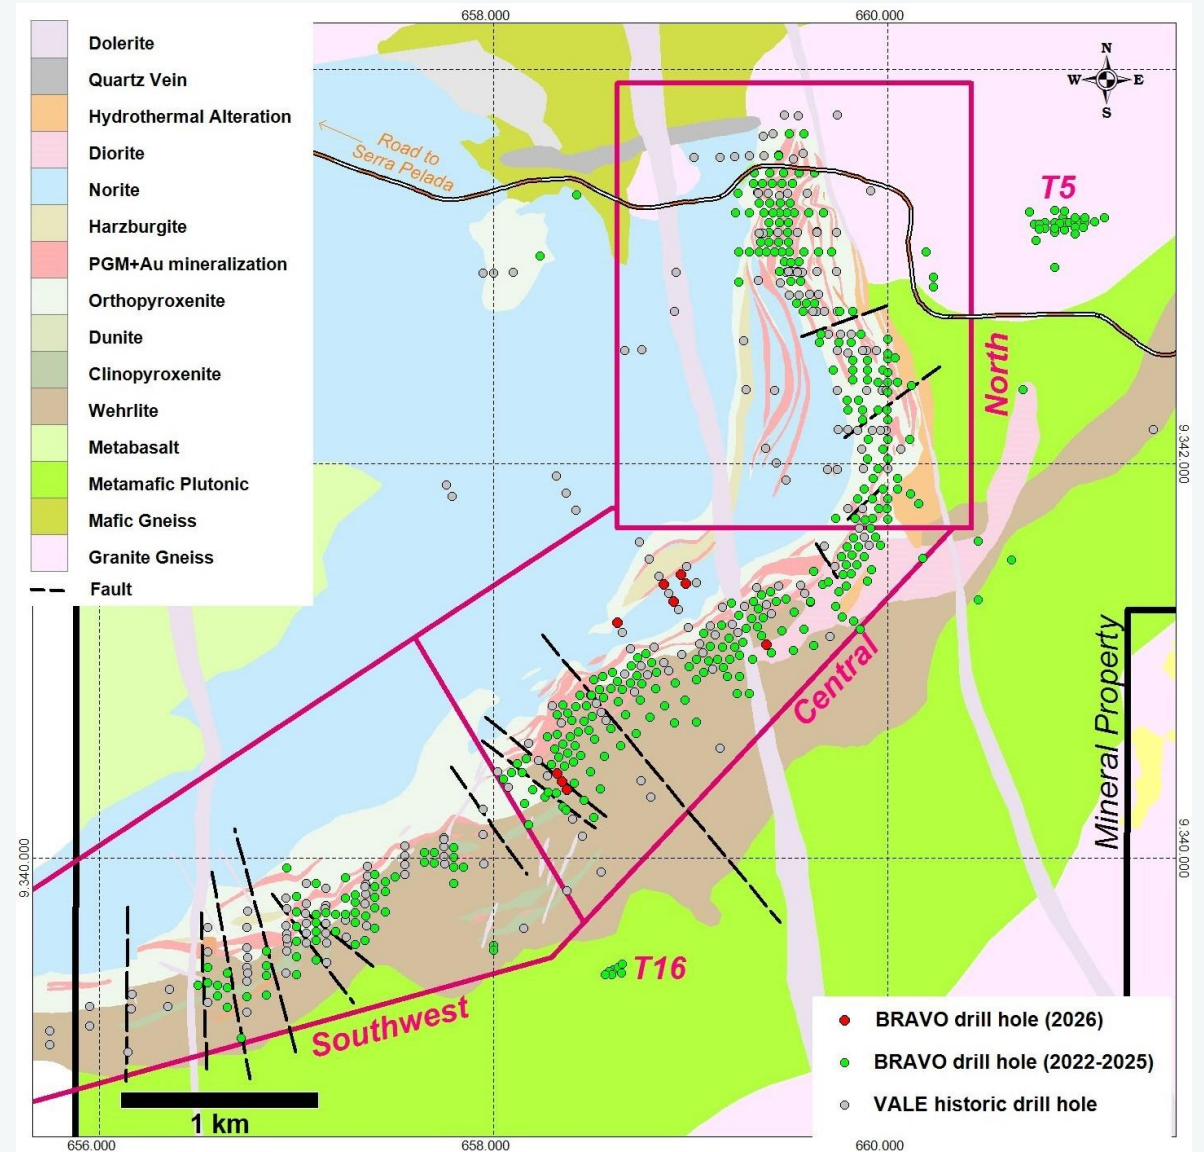 658.000
660.000
Dolerite
Quartz Vein
Hydrothermal Alteration
Diorite
Norite
Harzburgite
PGM+Au mineralization
Orthopyroxenite
Dunite
Clinopyroxenite
Wehrlite
Metabasalt
Metamafic Plutonic
Mafic Gneiss
Granite Gneiss
Fault
Road to
Serra Pelada
N
W
E
S
T5
North
9.342.000
Central
Mineral Property
9.340.000
9.340.000
T16
Southwest
1 km
BRAVO drill hole (2026)
BRAVO drill hole (2022-2025)
VALE historic drill hole
656.000
658.000
660.000